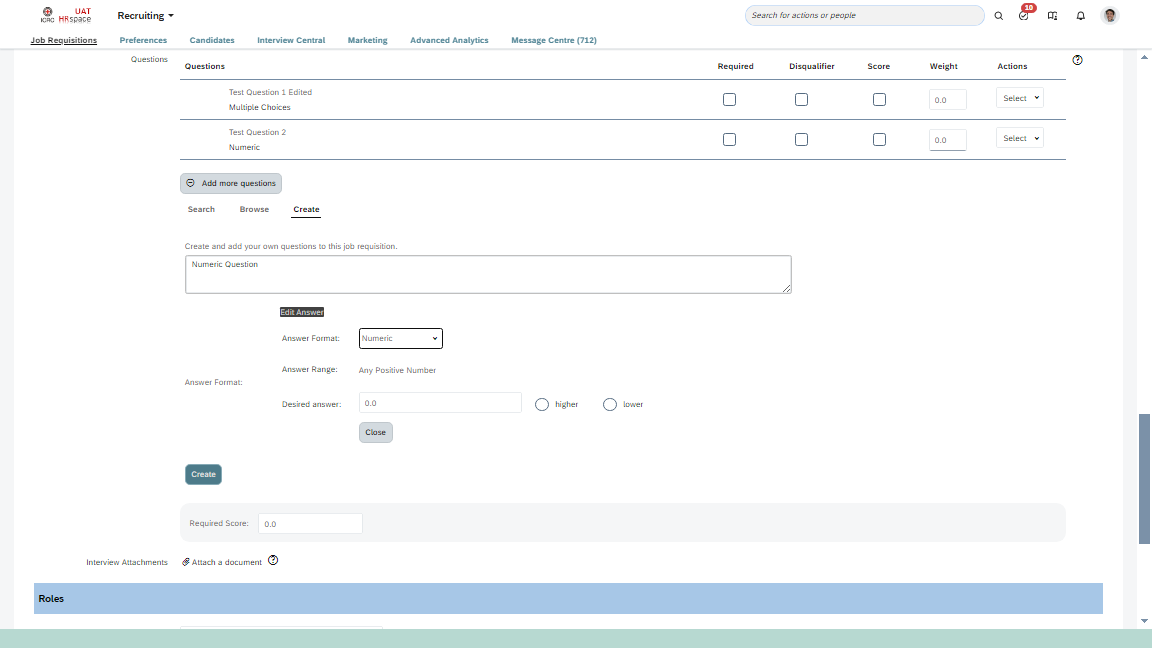 ICRC UAT HRspace Recruiting Search for actions or people 10
Job Requisitions Preferences Candidates Interview Central Marketing Advanced Analytics Message Centre (712)
Questions
Questions Required Disqualifier Score Weight Actions
Test Question 1 Edited
Multiple Choices
0.0 Select
Test Question 2
Numeric
0.0 Select
Add more questions
Search Browse Create
Create and add your own questions to this job requisition.
Numeric Question
Edit Answer
Answer Format: Numeric
Answer Range: Any Positive Number
Answer Format:
Desired answer: 0.0 higher lower
Close
Create
Required Score: 0.0
Interview Attachments Attach a document
Roles